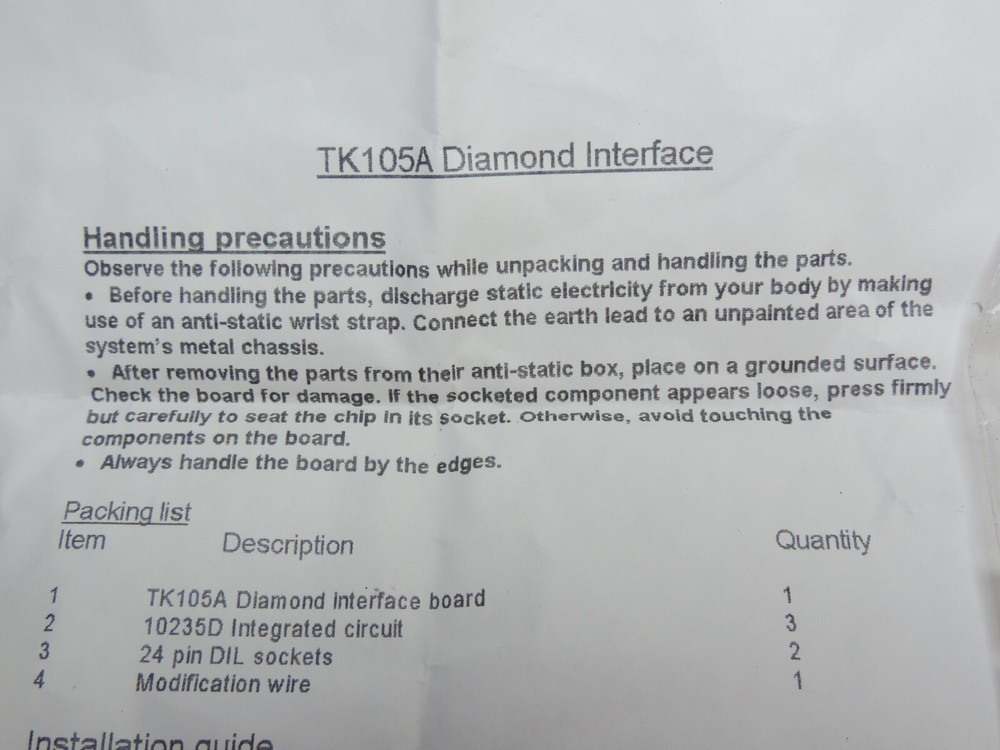 TK105A Diamond Interface
Handling precautions
Observe the following precautions while unpacking and handling the parts.
• Before handling the parts, discharge static electricity from your body by making
use of an anti-static wrist strap. Connect the earth lead to an unpainted area of the
system's metal chassis.
• After removing the parts from their anti-static box, place on a grounded surface.
Check the board for damage. If the socketed component appears loose, press firmly
but carefully to seat the chip in its socket. Otherwise, avoid touching the
components on the board.
• Always handle the board by the edges.
Packing list
Item Description Quantity
1 TK105A Diamond Interface board 1
2 10235D Integrated circuit 3
3 24 pin DIL sockets 2
4 Modification wire 1
Installation guide